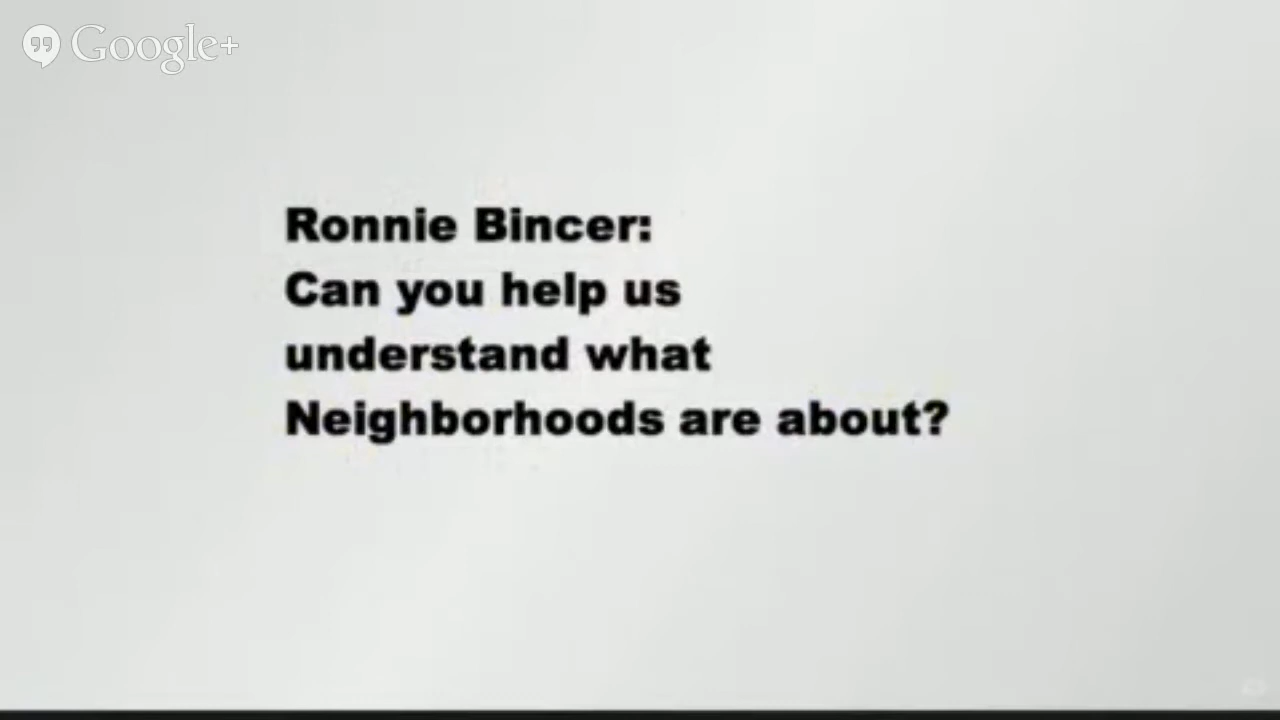 Google+
Ronnie Bincer:
Can you help us
understand what
Neighborhoods are about?